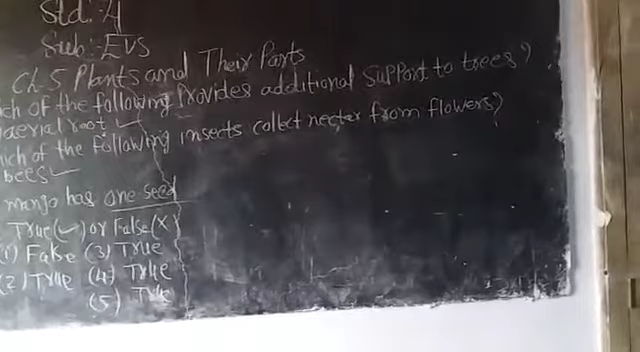 Std:- 4
Sub:- EVS
Ch-5 Plants and Their Parts
ch of the following Provides additional Support to trees?
aerial root ✓
ich of the following insects collect necter from flowers?
bees ✓
mango has one seed
True(✓) or False(X)
(1) False (3) True
(2) True (4) True
(5) True